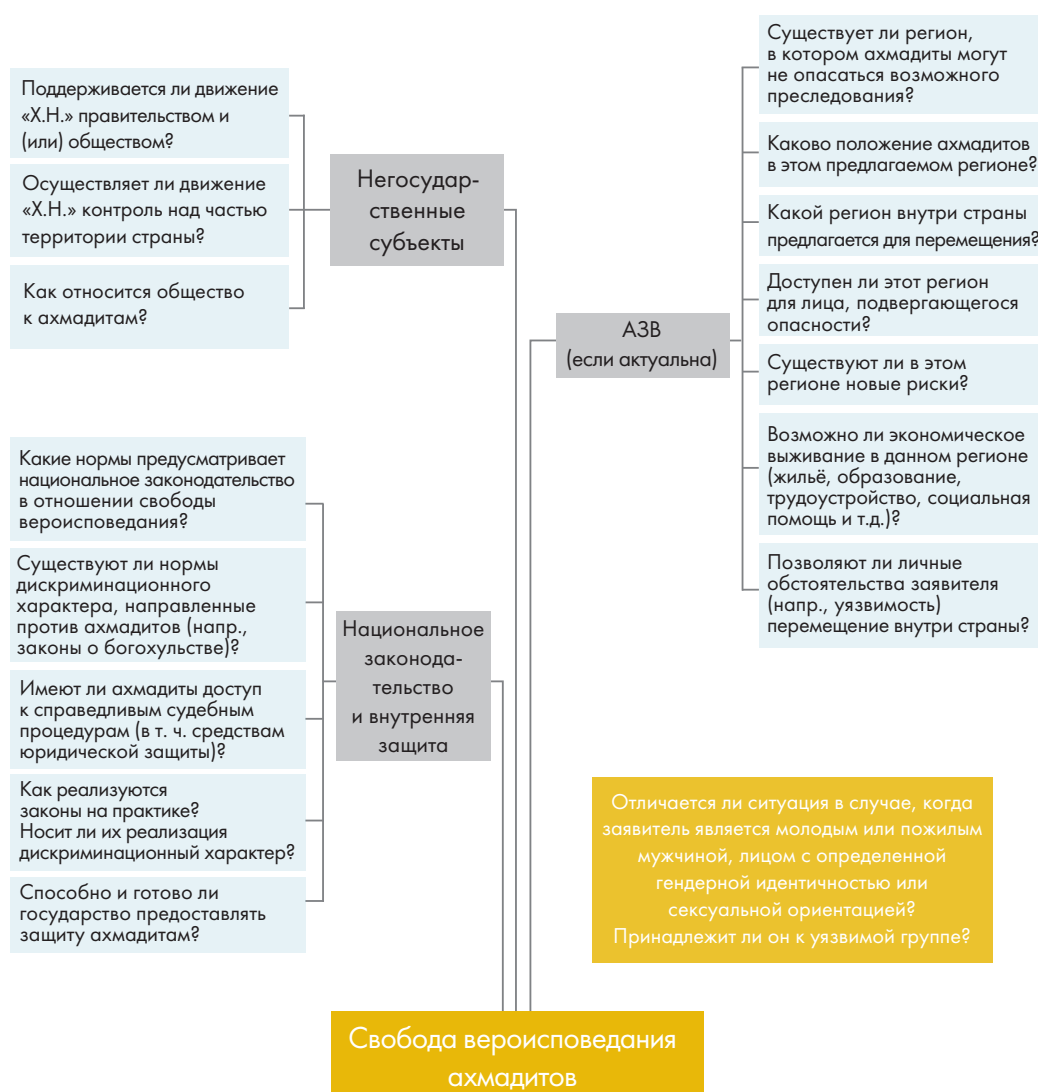 Поддерживается ли движение
«Х.Н.» правительством и
(или) обществом?
Осуществляет ли движение
«Х.Н.» контроль над частью
территории страны?
Как относится общество
к ахмадитам?
Негосудар-
ственные
субъекты
Существует ли регион,
в котором ахмадиты могут
не опасаться возможного
преследования?
Каково положение ахмадитов
в этом предлагаемом регионе?
Какой регион внутри страны
предлагается для перемещения?
Доступен ли этот регион
для лица, подвергающегося
опасности?
Существуют ли в этом
регионе новые риски?
Возможно ли экономическое
выживание в данном регионе
(жильё, образование,
трудоустройство, социальная
помощь и т.д.)?
Позволяют ли личные
обстоятельства заявителя
(напр., уязвимость)
перемещение внутри страны?
АЗВ
(если актуальна)
Какие нормы предусматривает
национальное законодательство
в отношении свободы
вероисповедания?
Существуют ли нормы
дискриминационного
характера, направленные
против ахмадитов (напр.,
законы о богохульстве)?
Имеют ли ахмадиты доступ
к справедливым судебным
процедурам (в т. ч. средствам
юридической защиты)?
Как реализуются
законы на практике?
Носит ли их реализация
дискриминационный характер?
Способно и готово ли
государство предоставлять
защиту ахмадитам?
Национальное
законода-
тельство
и внутренняя
защита
Отличается ли ситуация в случае, когда
заявитель является молодым или пожилым
мужчиной, лицом с определенной
гендерной идентичностью или
сексуальной ориентацией?
Принадлежит ли он к уязвимой группе?
Свобода вероисповедания
ахмадитов